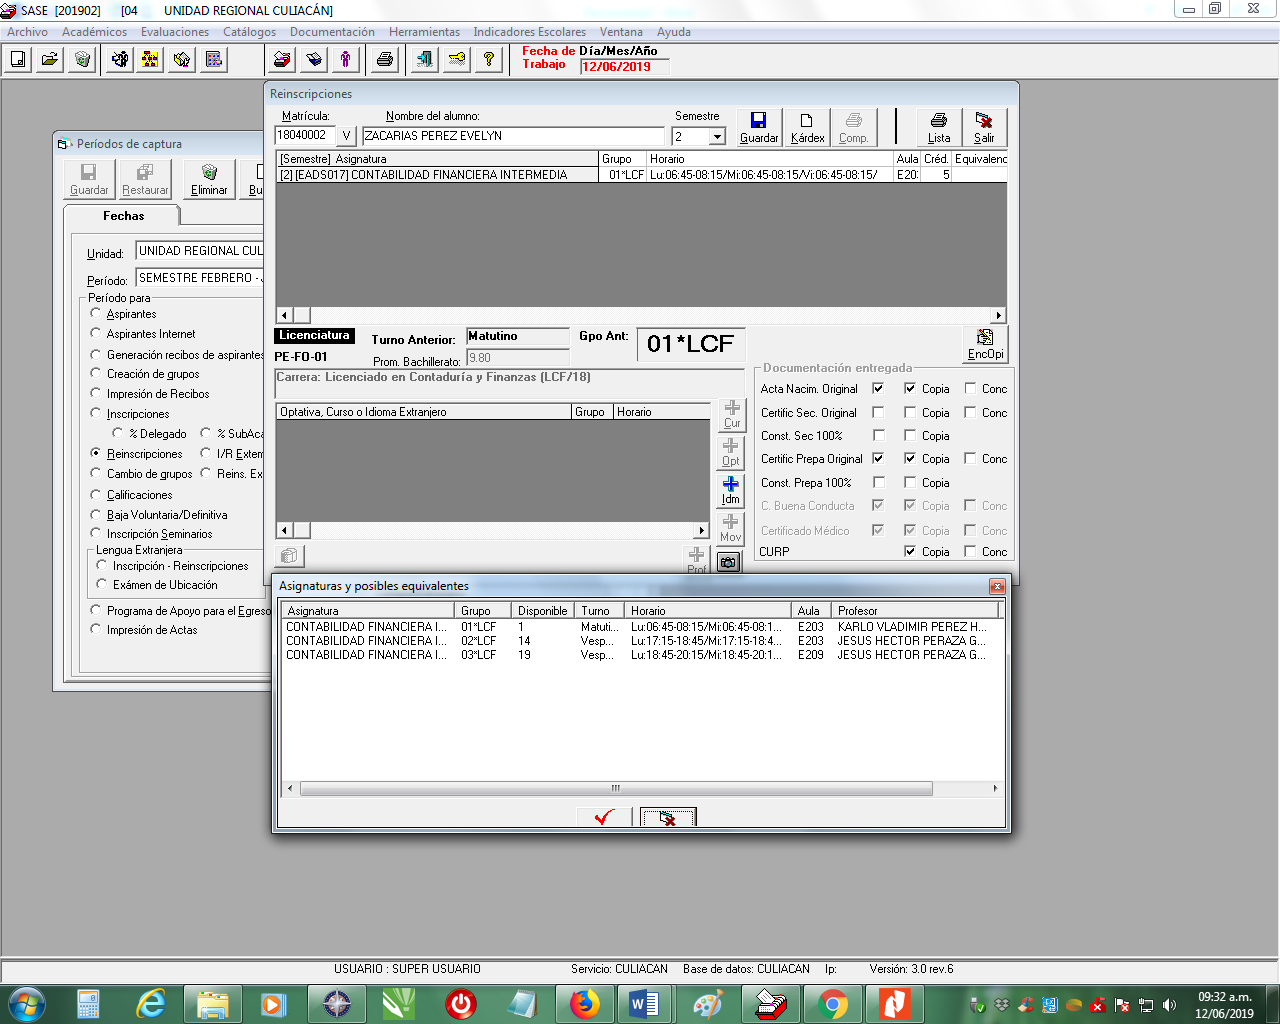 SASE [201902] [04 UNIDAD REGIONAL CULIACÁN]
Archivo Académicos Evaluaciones Catálogos Documentación Herramientas Indicadores Escolares Ventana Ayuda
Fecha de Trabajo Día/Mes/Año
12/06/2019
Períodos de captura
Guardar Restaurar Eliminar
Fechas
Unidad: UNIDAD REGIONAL CUL
Período: SEMESTRE FEBRERO -
Período para
Aspirantes
Aspirantes Internet
Generación recibos de aspirantes
Creación de grupos
Impresión de Recibos
Inscripciones
% Delegado % SubAca
Reinscripciones I/R Extem
Cambio de grupos Reins. Ex
Calificaciones
Baja Voluntaria/Definitiva
Inscripción Seminarios
Lengua Extranjera
Inscripción - Reinscripciones
Exámen de Ubicación
Programa de Apoyo para el Egreso
Impresión de Actas
Reinscripciones
Matrícula: Nombre del alumno: Semestre
18040002 V ZACARIAS PEREZ EVELYN 2
Guardar Kárdex Comp. Lista Salir
[Semestre] Asignatura Grupo Horario Aula Créd. Equivalenc
[2] [EADS017] CONTABILIDAD FINANCIERA INTERMEDIA 01*LCF Lu:06:45-08:15/Mi:06:45-08:15/Vi:06:45-08:15/ E20 5
Licenciatura Turno Anterior: Matutino Gpo Ant: 01*LCF
PE-FO-01 Prom. Bachillerato: 9.80
EncOpi
Carrera: Licenciado en Contaduría y Finanzas (LCF/18)
Optativa, Curso o Idioma Extranjero Grupo Horario
Cur
Opt
Idm
Mov
Prof
Documentación entregada
Acta Nacim. Original Copia Conc
Certific Sec. Original Copia Conc
Const. Sec 100% Copia
Certific Prepa Original Copia Conc
Const. Prepa 100% Copia
C. Buena Conducta Copia Conc
Certificado Médico Copia Conc
CURP Copia Conc
Asignaturas y posibles equivalentes
Asignatura Grupo Disponible Turno Horario Aula Profesor
CONTABILIDAD FINANCIERA I... 01*LCF 1 Matuti... Lu:06:45-08:15/Mi:06:45-08:1... E203 KARLO VLADIMIR PEREZ H...
CONTABILIDAD FINANCIERA I... 02*LCF 14 Vesp... Lu:17:15-18:45/Mi:17:15-18:4... E203 JESUS HECTOR PERAZA G...
CONTABILIDAD FINANCIERA I... 03*LCF 19 Vesp... Lu:18:45-20:15/Mi:18:45-20:1... E209 JESUS HECTOR PERAZA G...
USUARIO : SUPER USUARIO Servicio: CULIACAN Base de datos: CULIACAN Ip: Versión: 3.0 rev.6
09:32 a.m.
12/06/2019